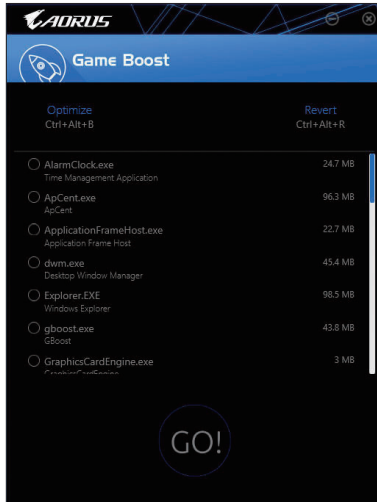 AORUS
Game Boost
Optimize Revert
Ctrl+Alt+B Ctrl+Alt+R
AlarmClock.exe 24.7 MB
Time Management Application
ApCent.exe 96.3 MB
ApCent
ApplicationFrameHost.exe 22.7 MB
Application Frame Host
dwm.exe 45.4 MB
Desktop Window Manager
Explorer.EXE 98.5 MB
Windows Explorer
gboost.exe 43.8 MB
GBoost
GraphicsCardEngine.exe 3 MB
GraphicsCardEngine
GO!